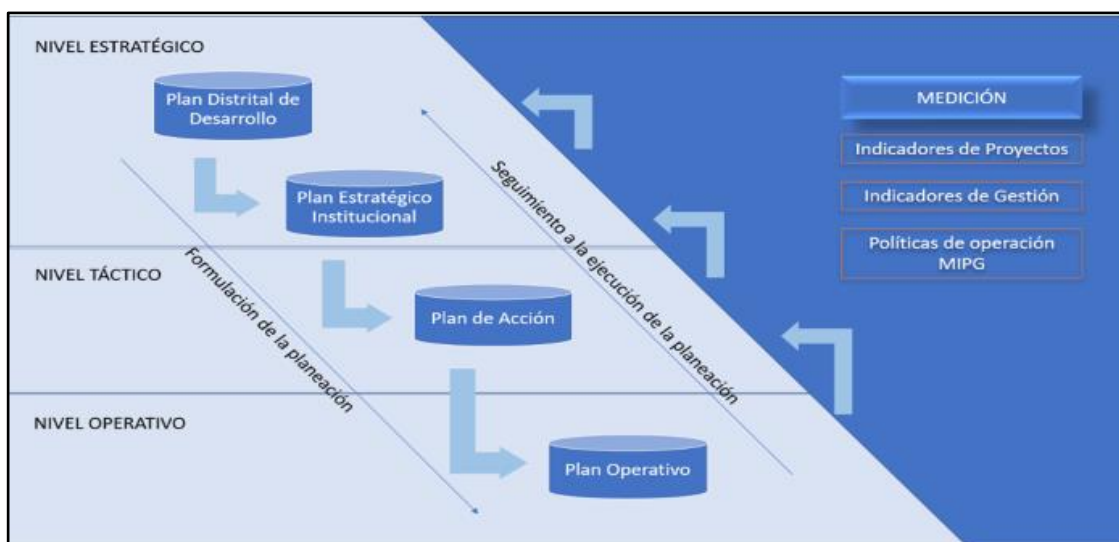 NIVEL ESTRATÉGICO
Plan Distrital de
Desarrollo
Plan Estratégico
Institucional
Formulación de la planeación
Seguimiento a la ejecución de la planeación
NIVEL TÁCTICO
Plan de Acción
NIVEL OPERATIVO
Plan Operativo
MEDICIÓN
Indicadores de Proyectos
Indicadores de Gestión
Políticas de operación
MIPG